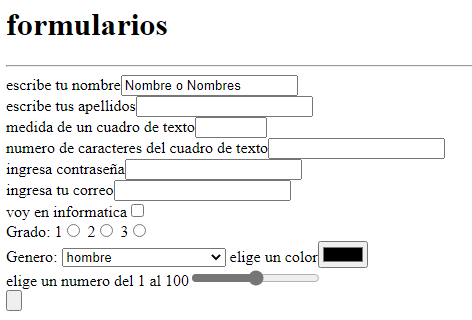 formularios
escribe tu nombre Nombre o Nombres
escribe tus apellidos
medida de un cuadro de texto
numero de caracteres del cuadro de texto
ingresa contraseña
ingresa tu correo
voy en informatica
Grado: 1 2 3
Genero: hombre elige un color
elige un numero del 1 al 100